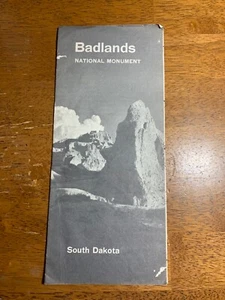 Badlands
NATIONAL MONUMENT
South Dakota